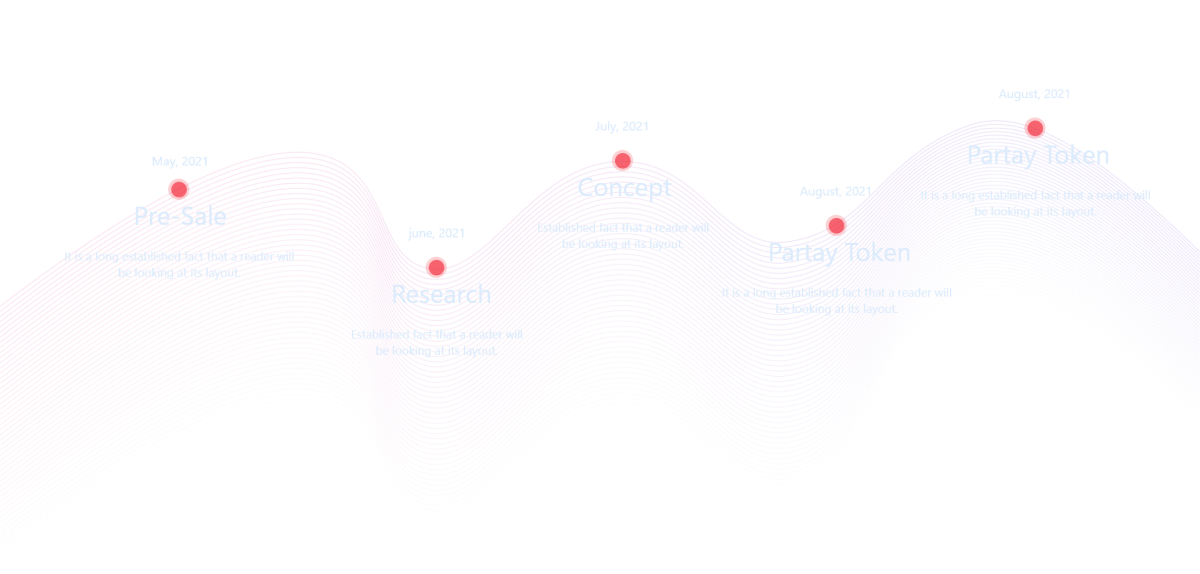 May, 2021
Pre-Sale
It is a long established fact that a reader will
be looking at its layout.
june, 2021
Research
Established fact that a reader will
be looking at its layout.
July, 2021
Concept
Established fact that a reader will
be looking at its layout.
August, 2021
Partay Token
It is a long established fact that a reader will
be looking at its layout.
August, 2021
Partay Token
It is a long established fact that a reader will
be looking at its layout.